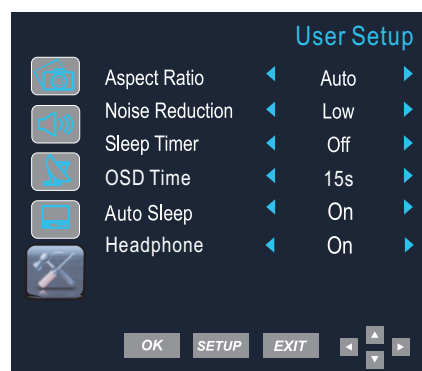 User Setup
Aspect Ratio Auto
Noise Reduction Low
Sleep Timer Off
OSD Time 15s
Auto Sleep On
Headphone On
OK SETUP EXIT